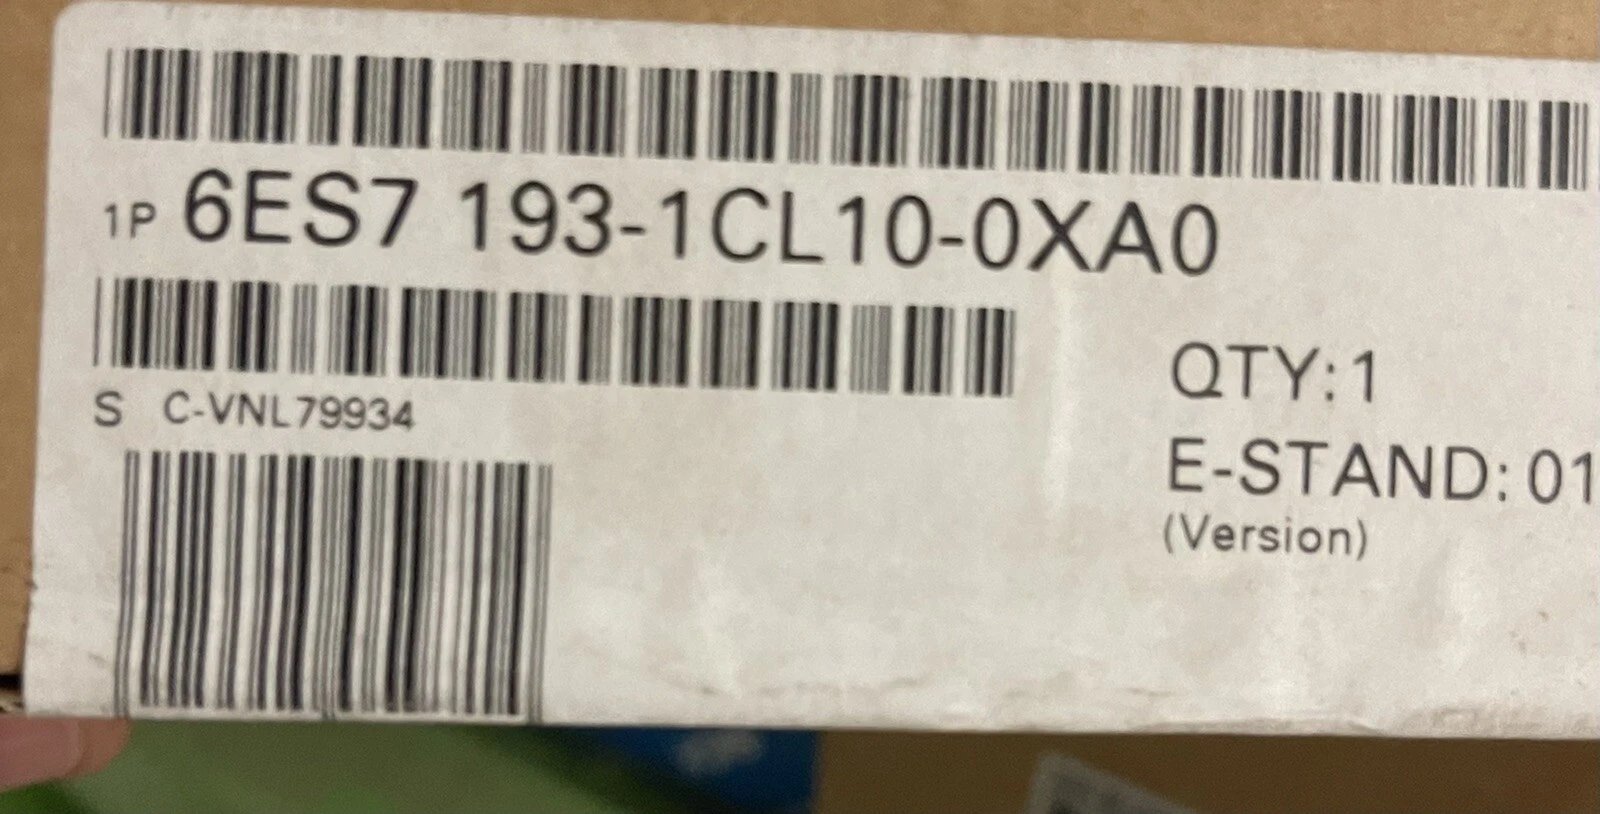 1P 6ES7 193-1CL10-0XA0
S C-VNL79934
QTY: 1
E-STAND: 01
(Version)